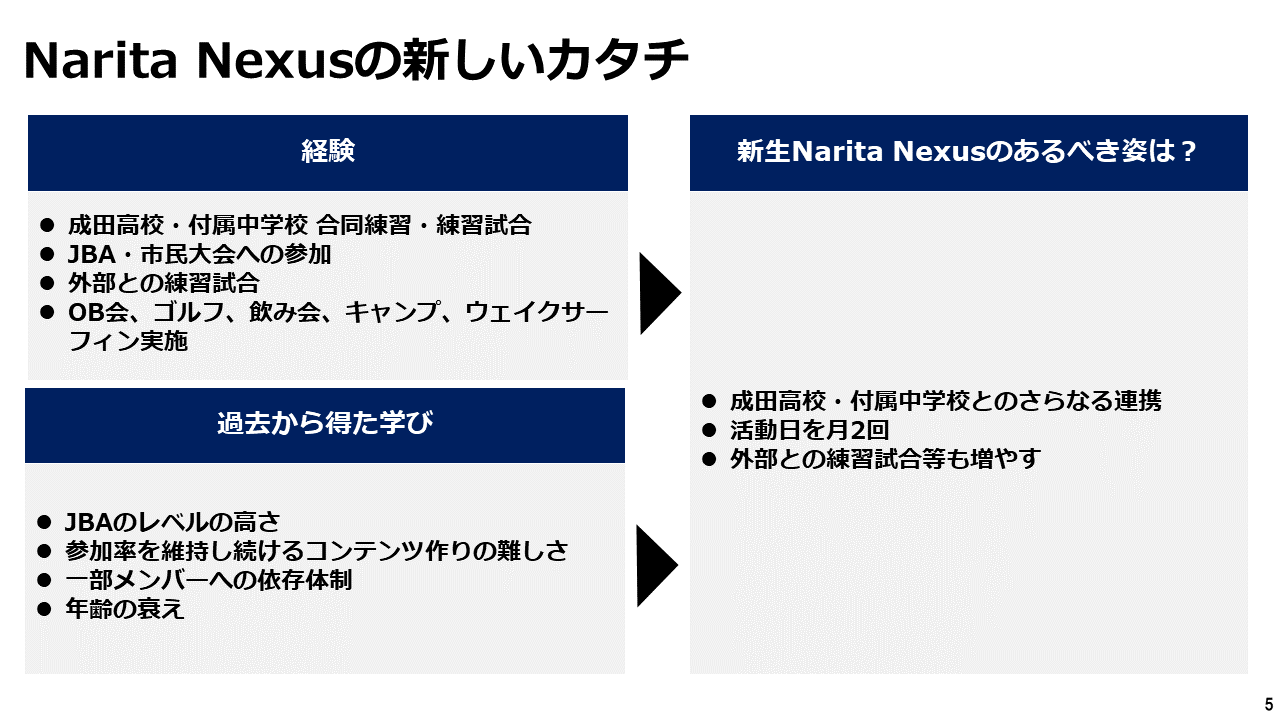 Narita Nexusの新しいカタチ
経験
● 成田高校・付属中学校 合同練習・練習試合
● JBA・市民大会への参加
● 外部との練習試合
● OB会、ゴルフ、飲み会、キャンプ、ウェイクサー
フィン実施
過去から得た学び
● JBAのレベルの高さ
● 参加率を維持し続けるコンテンツ作りの難しさ
● 一部メンバーへの依存体制
● 年齢の衰え
新生Narita Nexusのあるべき姿は？
● 成田高校・付属中学校とのさらなる連携
● 活動日を月2回
● 外部との練習試合等も増やす
5